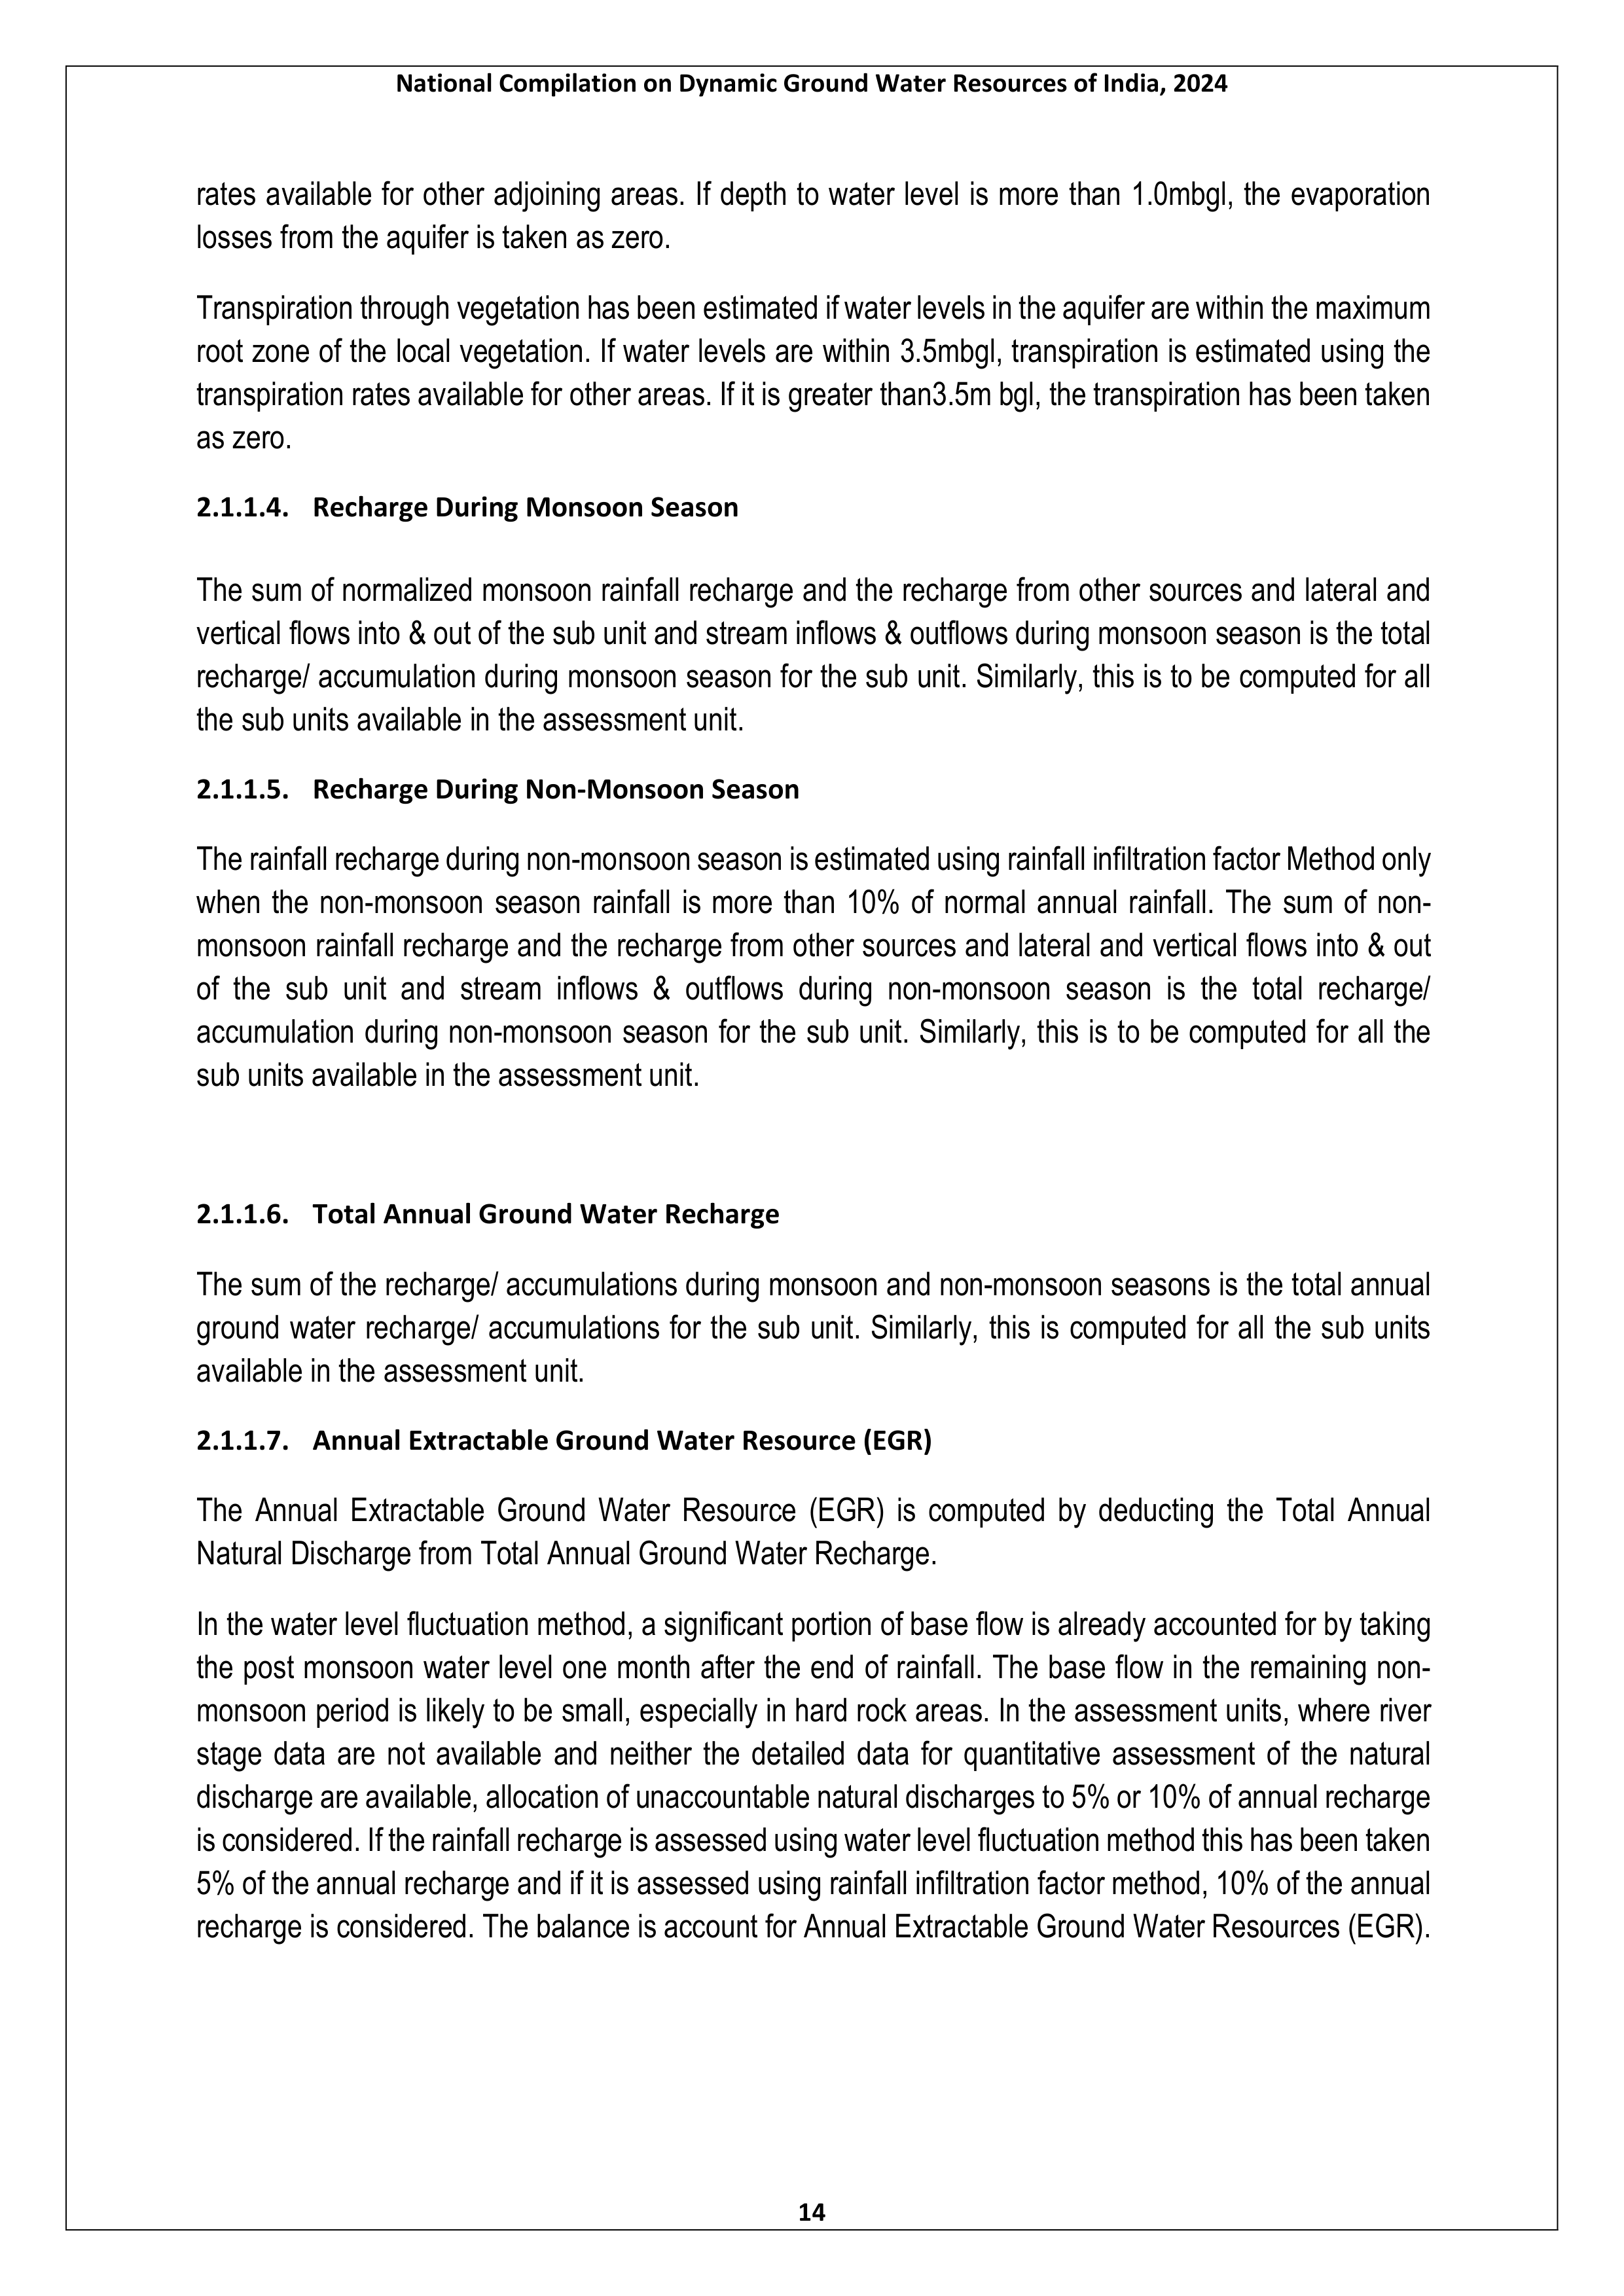 National Compilation on Dynamic Ground Water Resources of India, 2024
rates available for other adjoining areas. If depth to water level is more than 1.0mbgl, the evaporation
losses from the aquifer is taken as zero.
Transpiration through vegetation has been estimated if water levels in the aquifer are within the maximum
root zone of the local vegetation. If water levels are within 3.5mbgl, transpiration is estimated using the
transpiration rates available for other areas. If it is greater than3.5m bgl, the transpiration has been taken
as zero.
2.1.1.4. Recharge During Monsoon Season
The sum of normalized monsoon rainfall recharge and the recharge from other sources and lateral and
vertical flows into & out of the sub unit and stream inflows & outflows during monsoon season is the total
recharge/ accumulation during monsoon season for the sub unit. Similarly, this is to be computed for all
the sub units available in the assessment unit.
2.1.1.5. Recharge During Non-Monsoon Season
The rainfall recharge during non-monsoon season is estimated using rainfall infiltration factor Method only
when the non-monsoon season rainfall is more than 10% of normal annual rainfall. The sum of non-
monsoon rainfall recharge and the recharge from other sources and lateral and vertical flows into & out
of the sub unit and stream inflows & outflows during non-monsoon season is the total recharge/
accumulation during non-monsoon season for the sub unit. Similarly, this is to be computed for all the
sub units available in the assessment unit.
2.1.1.6. Total Annual Ground Water Recharge
The sum of the recharge/ accumulations during monsoon and non-monsoon seasons is the total annual
ground water recharge/ accumulations for the sub unit. Similarly, this is computed for all the sub units
available in the assessment unit.
2.1.1.7. Annual Extractable Ground Water Resource (EGR)
The Annual Extractable Ground Water Resource (EGR) is computed by deducting the Total Annual
Natural Discharge from Total Annual Ground Water Recharge.
In the water level fluctuation method, a significant portion of base flow is already accounted for by taking
the post monsoon water level one month after the end of rainfall. The base flow in the remaining non-
monsoon period is likely to be small, especially in hard rock areas. In the assessment units, where river
stage data are not available and neither the detailed data for quantitative assessment of the natural
discharge are available, allocation of unaccountable natural discharges to 5% or 10% of annual recharge
is considered. If the rainfall recharge is assessed using water level fluctuation method this has been taken
5% of the annual recharge and if it is assessed using rainfall infiltration factor method, 10% of the annual
recharge is considered. The balance is account for Annual Extractable Ground Water Resources (EGR).
14